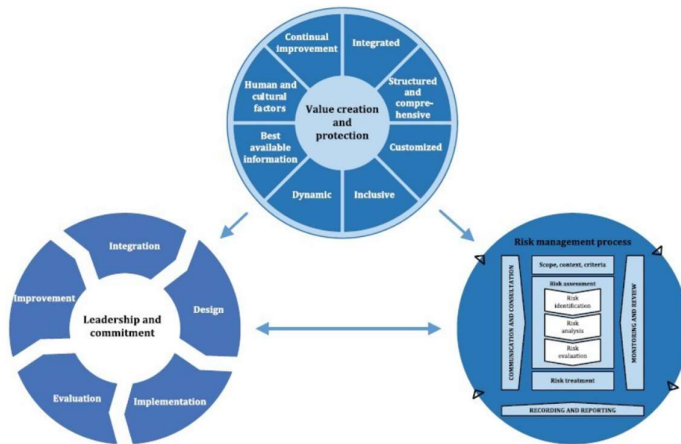 Continual
improvement
Integrated
Human and
cultural
factors
Structured
and
compre-
hensive
Value creation
and
protection
Best
available
information
Customized
Dynamic
Inclusive
Integration
Improvement
Design
Leadership and
commitment
Evaluation
Implementation
Risk management process
Scope, context, criteria
Risk assessment
Risk
identification
Risk
analysis
Risk
evaluation
Risk treatment
COMMUNICATION AND CONSULTATION
MONITORING AND REVIEW
RECORDING AND REPORTING